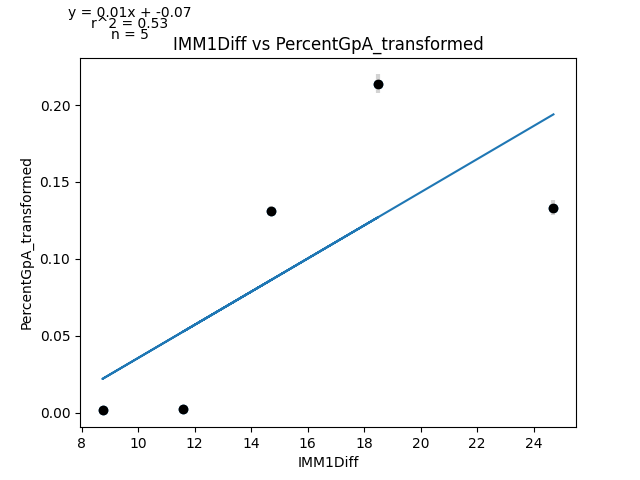 y = 0.01x + -0.07
r^2 = 0.53
n = 5
IMM1Diff vs PercentGpA_transformed
PercentGpA_transformed
0.20
0.15
0.10
0.05
0.00
8 10 12 14 16 18 20 22 24
IMM1Diff